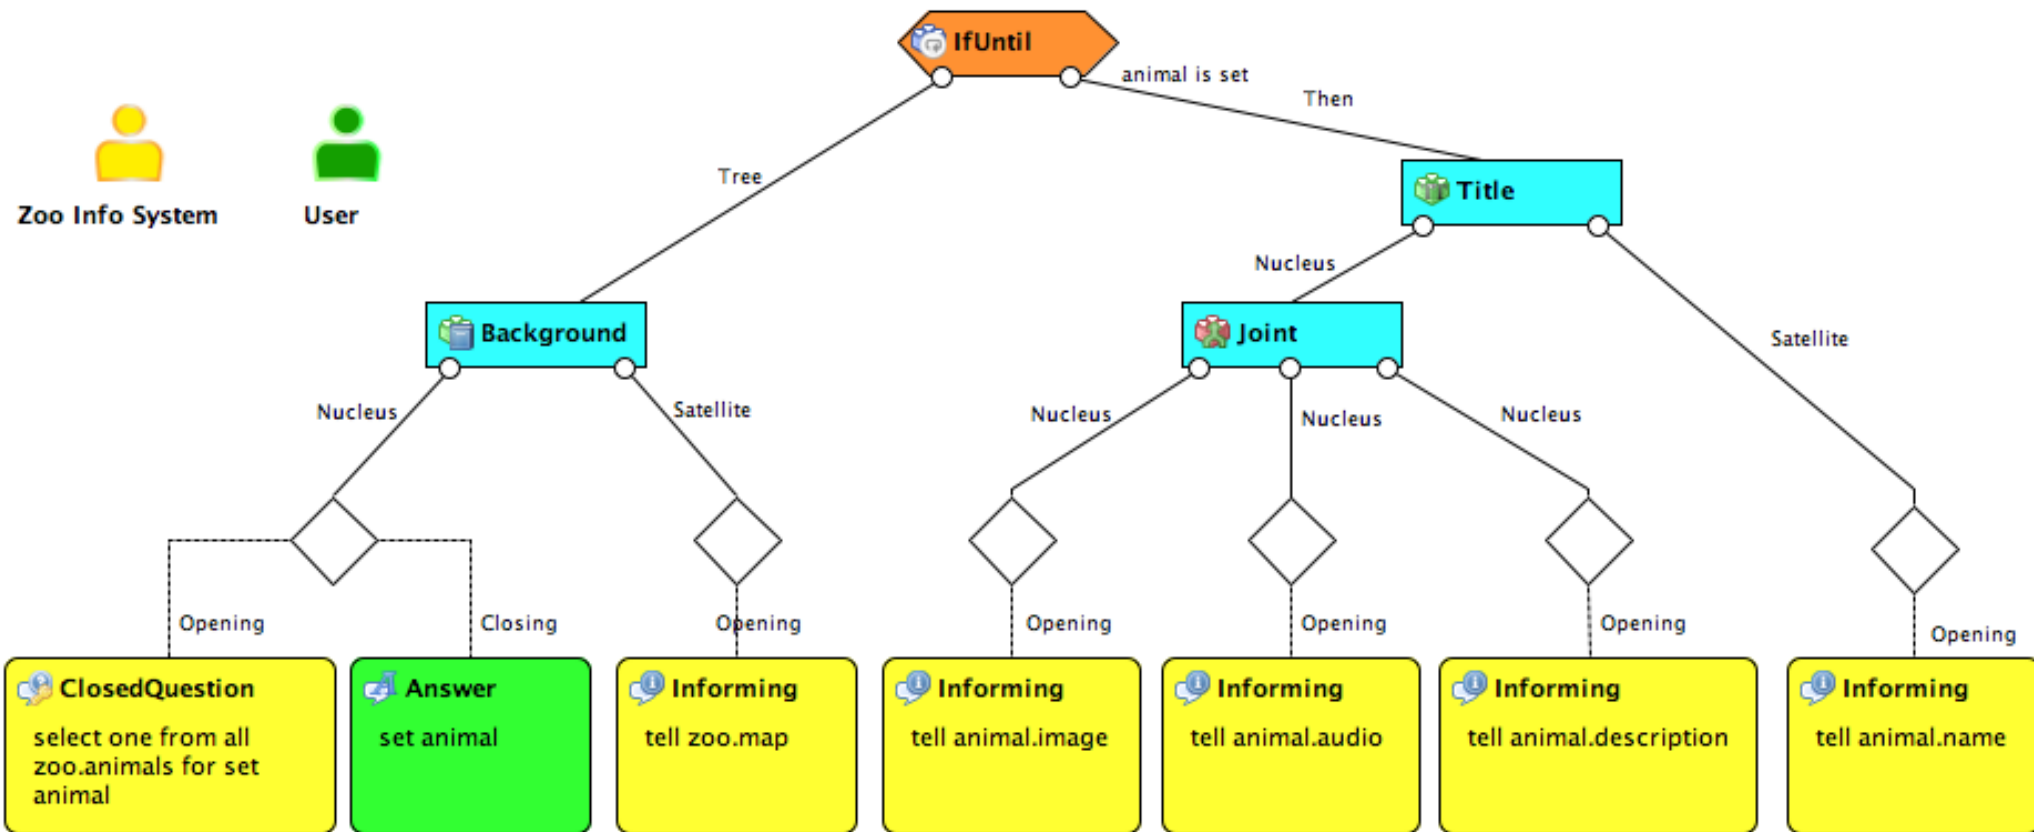 IfUntil
animal is set
Then
Tree
Zoo Info System
User
Title
Nucleus
Background
Joint
Satellite
Nucleus
Satellite
Nucleus
Nucleus
Nucleus
Opening
Closing
Opening
Opening
Opening
Opening
Opening
ClosedQuestion
select one from all
zoo.animals for set
animal
Answer
set animal
Informing
tell zoo.map
Informing
tell animal.image
Informing
tell animal.audio
Informing
tell animal.description
Informing
tell animal.name